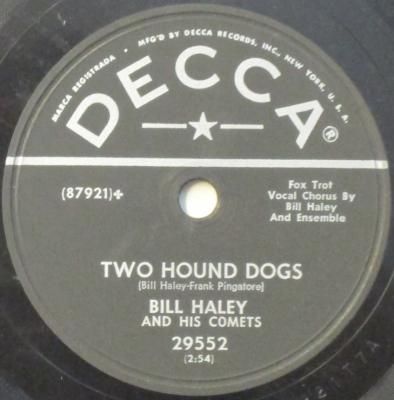 MARCA REGISTRADA • MFG'D BY DECCA RECORDS, INC., NEW YORK, U. S. A.
DECCA®
(87921)✦
Fox Trot
Vocal Chorus By
Bill Haley
And Ensemble
TWO HOUND DOGS
(Bill Haley-Frank Pingatore)
BILL HALEY
AND HIS COMETS
29552
(2:54)